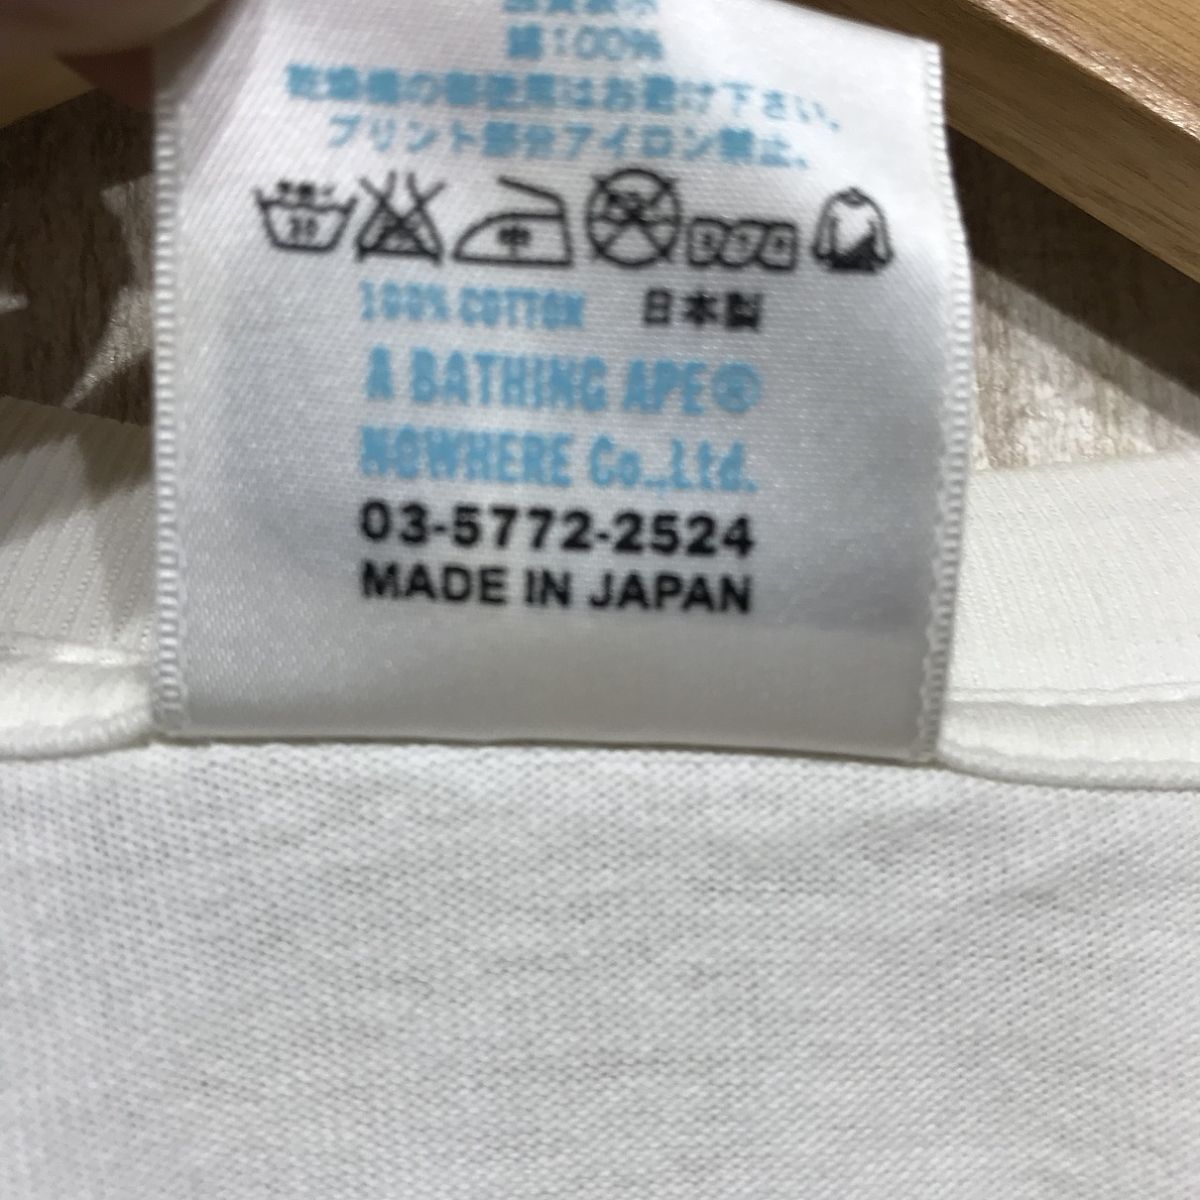 綿100%
乾燥機の御使用はお避け下さい。
プリント部分アイロン禁止。
中
100% COTTON 日本製
A BATHING APE®
NOWHERE Co.,Ltd.
03-5772-2524
MADE IN JAPAN